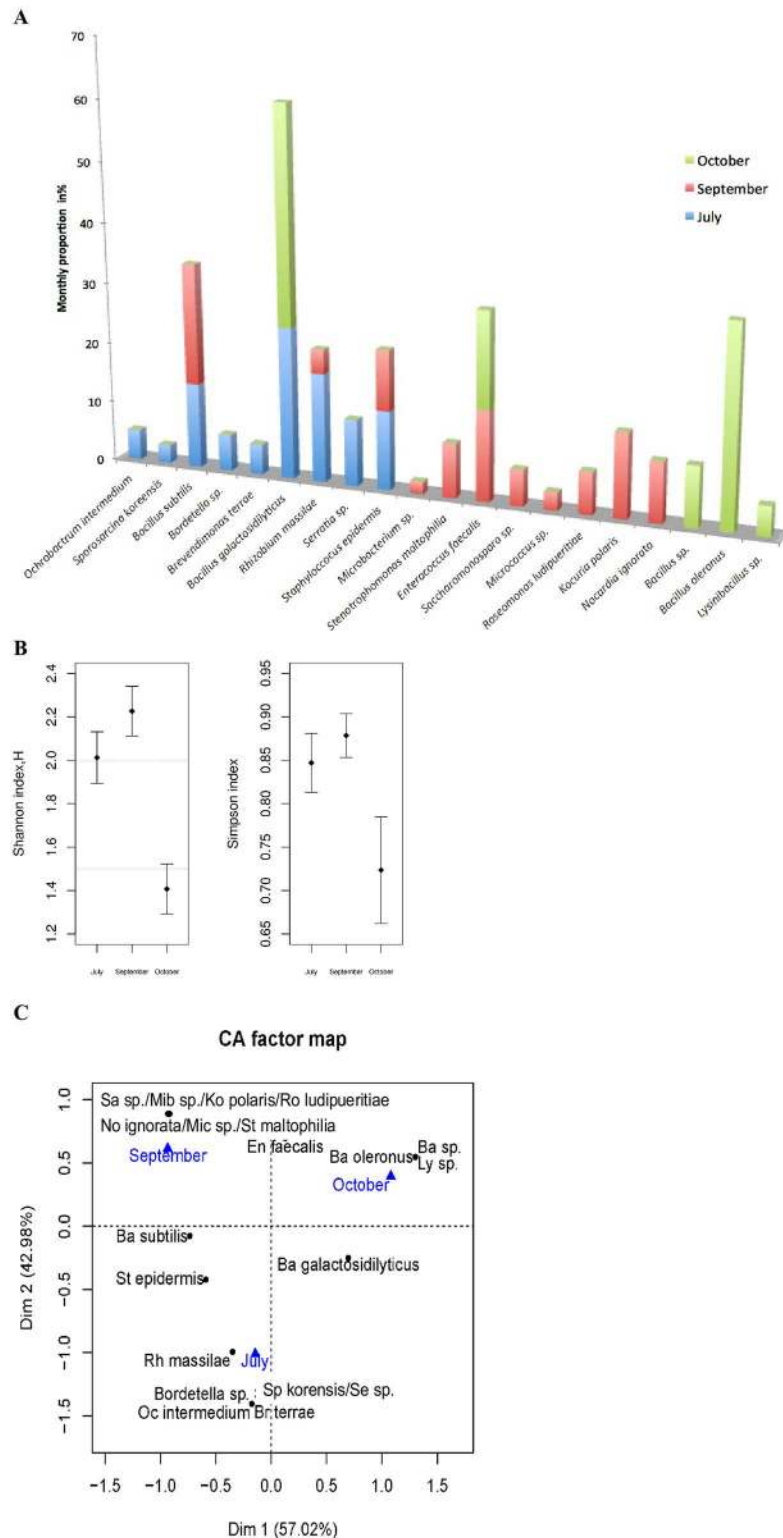 A
70
60
50
40
30
20
10
0
Monthly proportion in%
October
September
July
Ochrobactrum intermedium
Sporosarcina koreensis
Bacillus subtilis
Bordetella sp.
Brevendimonas terrae
Bacillus galactosidilyticus
Rhizobium massilae
Serratia sp.
Staphyloccocus epidermis
Microbacterium sp.
Stenotrophomonas maltophilia
Enteracoccus faecalis
Saccharomonospara sp.
Micrococcus sp.
Roseomonas ludipueritiae
Kocuria polaris
Nocardia ignorata
Bacillus sp.
Bacillus oleronus
Lysinibacillus sp.
B
Shannon index,H
2.4
2.2
2.0
1.8
1.6
1.4
1.2
July September October
Simpson index
0.95
0.90
0.85
0.80
0.75
0.70
0.65
July September October
C
CA factor map
Dim 2 (42.98%)
1.0
0.5
0.0
−0.5
−1.0
−1.5
Sa sp./Mib sp./Ko polaris/Ro ludipueritiae
No ignorata/Mic sp./St maltophilia
September
En faecalis
Ba oleronus
Ba sp.
Ly sp.
October
Ba subtilis
St epidermis
Ba galactosidilyticus
Rh massilae
July
Bordetella sp.
Sp korensis/Se sp.
Oc intermedium Br terrae
−1.5 −1.0 −0.5 0.0 0.5 1.0 1.5
Dim 1 (57.02%)